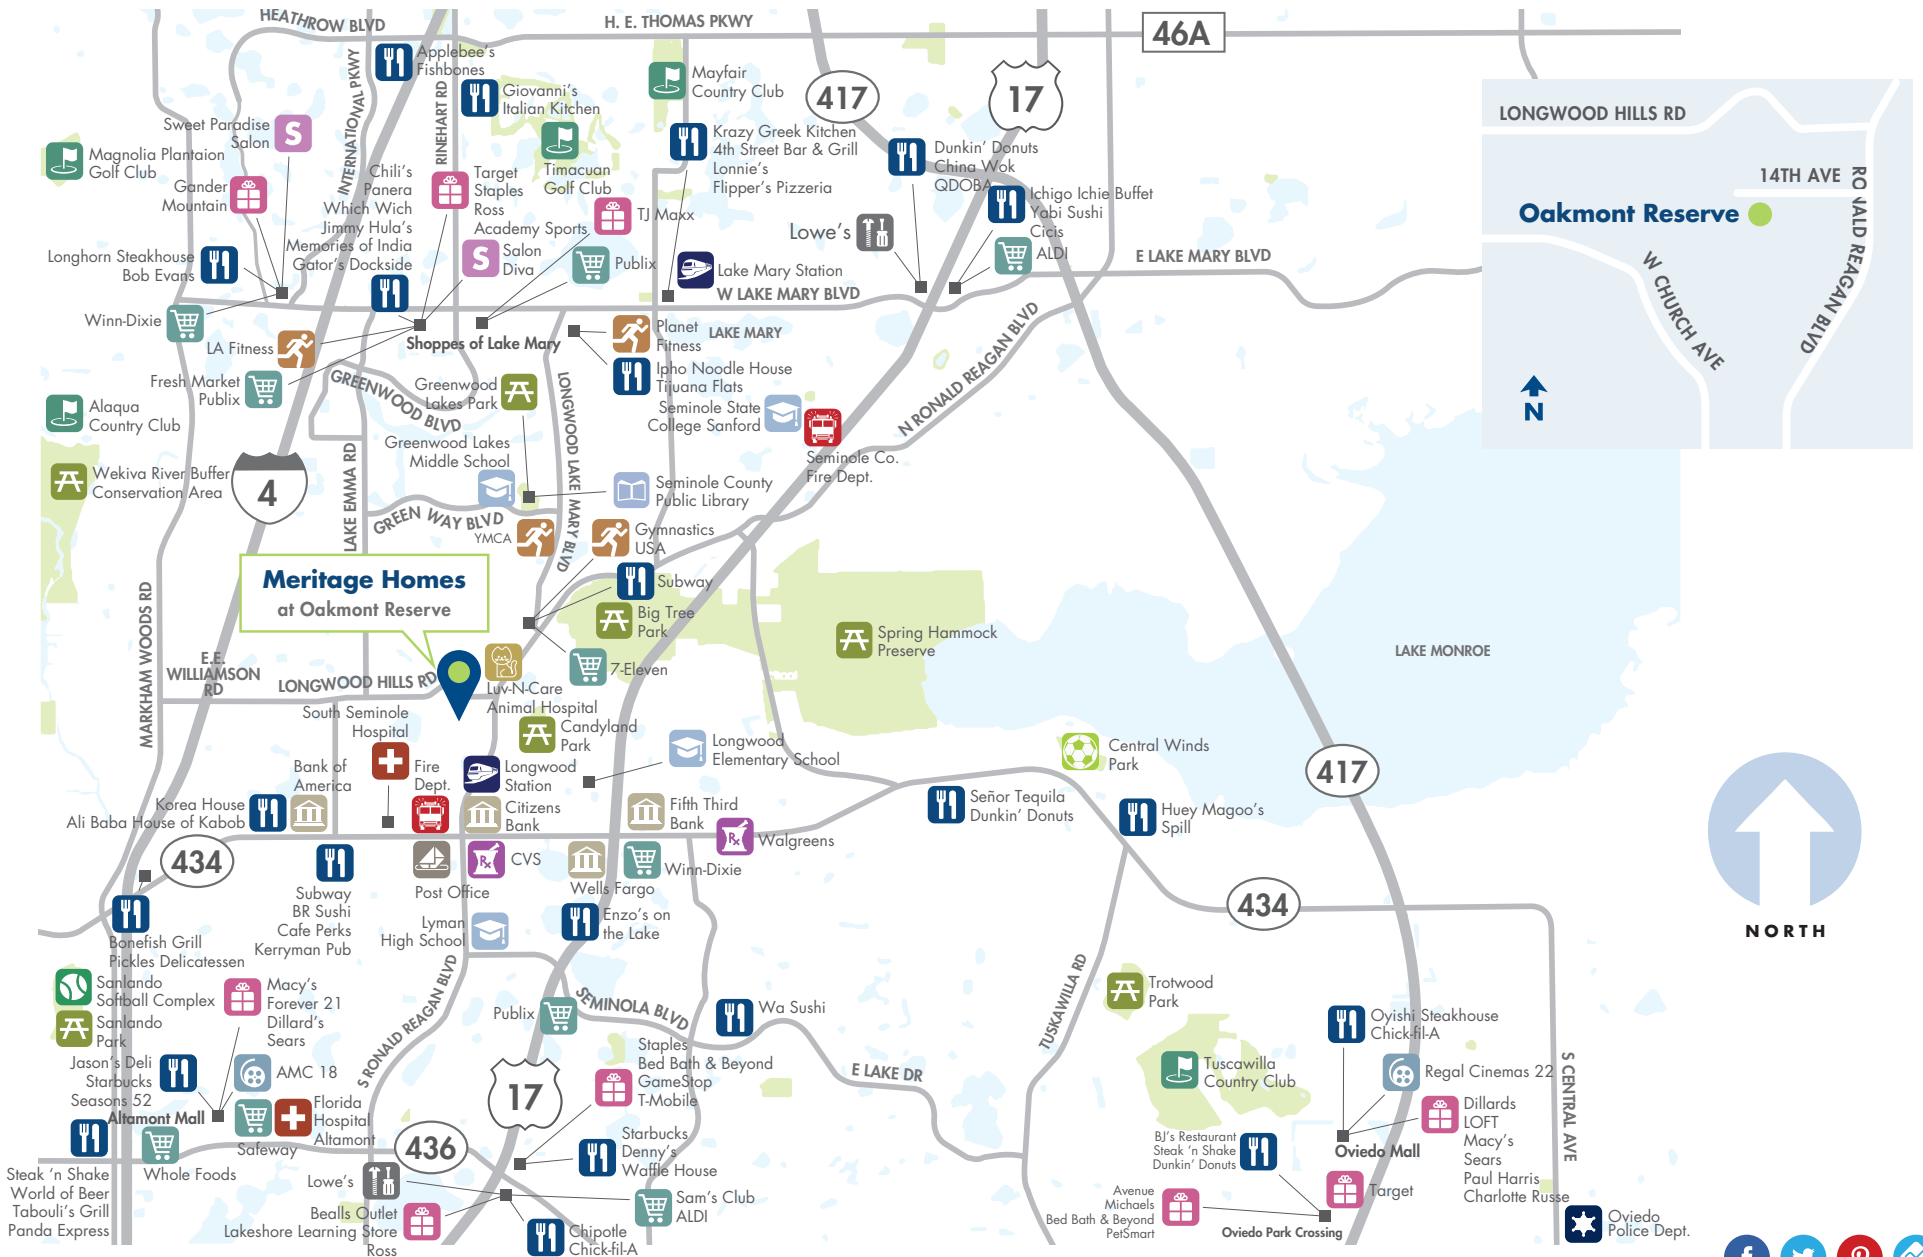 HEATHROW BLVD
H. E. THOMAS PKWY
46A
Applebee's
Fishbones
INTERNATIONAL PKWY
RINEHART RD
Giovanni's
Italian Kitchen
Mayfair
Country Club
417
17
LONGWOOD HILLS RD
14TH AVE
RONALD REAGAN BLVD
Oakmont Reserve
W CHURCH AVE
N
Sweet Paradise
Salon
S
Magnolia Plantaion
Golf Club
Gander
Mountain
Chili's
Panera
Which Wich
Jimmy Hula's
Memories of India
Gator's Dockside
Target
Staples
Ross
Academy Sports
Timacuan
Golf Club
TJ Maxx
Krazy Greek Kitchen
4th Street Bar & Grill
Lonnie's
Flipper's Pizzeria
Dunkin' Donuts
China Wok
QDOBA
Ichigo Ichie Buffet
Yabi Sushi
Cicis
Lowe's
ALDI
E LAKE MARY BLVD
Longhorn Steakhouse
Bob Evans
S
Salon
Diva
Publix
Lake Mary Station
W LAKE MARY BLVD
Winn-Dixie
LA Fitness
Shoppes of Lake Mary
Planet
Fitness
LAKE MARY
Fresh Market
Publix
GREENWOOD BLVD
Greenwood
Lakes Park
LONGWOOD LAKE MARY BLVD
Ipho Noodle House
Tijuana Flats
Seminole State
College Sanford
N RONALD REAGAN BLVD
Alaqua
Country Club
Greenwood Lakes
Middle School
Seminole Co.
Fire Dept.
Wekiva River Buffer
Conservation Area
4
LAKE EMMA RD
Seminole County
Public Library
GREEN WAY BLVD
YMCA
Gymnastics
USA
Meritage Homes
at Oakmont Reserve
Subway
Big Tree
Park
Spring Hammock
Preserve
LAKE MONROE
MARKHAM WOODS RD
E.E.
WILLIAMSON
RD
LONGWOOD HILLS RD
7-Eleven
Luv-N-Care
Animal Hospital
South Seminole
Hospital
Candyland
Park
Longwood
Elementary School
Central Winds
Park
417
Bank of
America
Fire
Dept.
Longwood
Station
Korea House
Ali Baba House of Kabob
Citizens
Bank
Fifth Third
Bank
Señor Tequila
Dunkin' Donuts
Huey Magoo's
Spill
Rx
Walgreens
434
Subway
BR Sushi
Cafe Perks
Kerryman Pub
Post Office
Rx
CVS
Wells Fargo
Winn-Dixie
434
NORTH
Bonefish Grill
Pickles Delicatessen
Lyman
High School
Enzo's on
the Lake
Sanlando
Softball Complex
Sanlando
Park
Macy's
Forever 21
Dillard's
Sears
S RONALD REAGAN BLVD
Publix
SEMINOLA BLVD
Wa Sushi
TUSKAWILLA RD
Trotwood
Park
Oyishi Steakhouse
Chick-fil-A
Jason's Deli
Starbucks
Seasons 52
AMC 18
Altamont Mall
Staples
Bed Bath & Beyond
GameStop
T-Mobile
E LAKE DR
Tuscawilla
Country Club
Regal Cinemas 22
S CENTRAL AVE
17
Florida
Hospital
Altamont
Safeway
436
Starbucks
Denny's
Waffle House
BJ's Restaurant
Steak 'n Shake
Dunkin' Donuts
Oviedo Mall
Dillards
LOFT
Macy's
Sears
Paul Harris
Charlotte Russe
Whole Foods
Steak 'n Shake
World of Beer
Tabouli's Grill
Panda Express
Lowe's
Bealls Outlet
Lakeshore Learning Store
Ross
Sam's Club
ALDI
Chipotle
Chick-fil-A
Avenue
Michaels
Bed Bath & Beyond
PetSmart
Target
Oviedo Park Crossing
Oviedo
Police Dept.